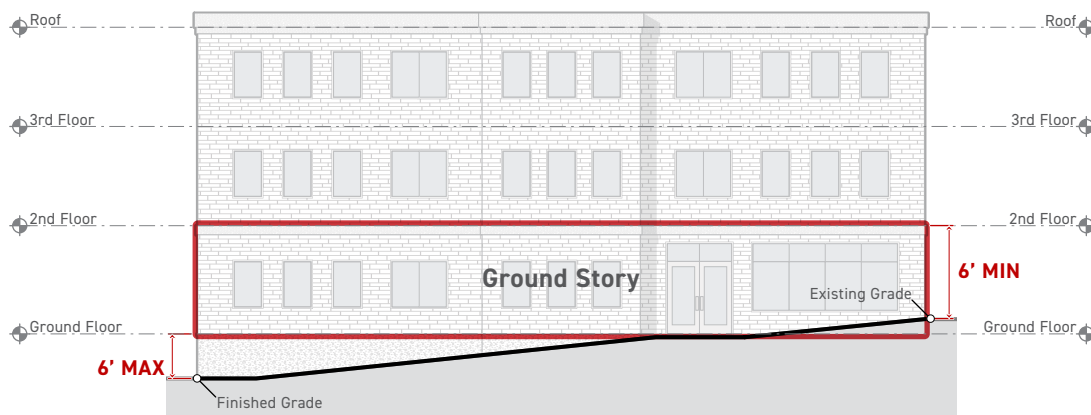 Roof
Roof
3rd Floor
3rd Floor
2nd Floor
2nd Floor
Ground Story
6’ MIN
Existing Grade
Ground Floor
Ground Floor
6’ MAX
Finished Grade